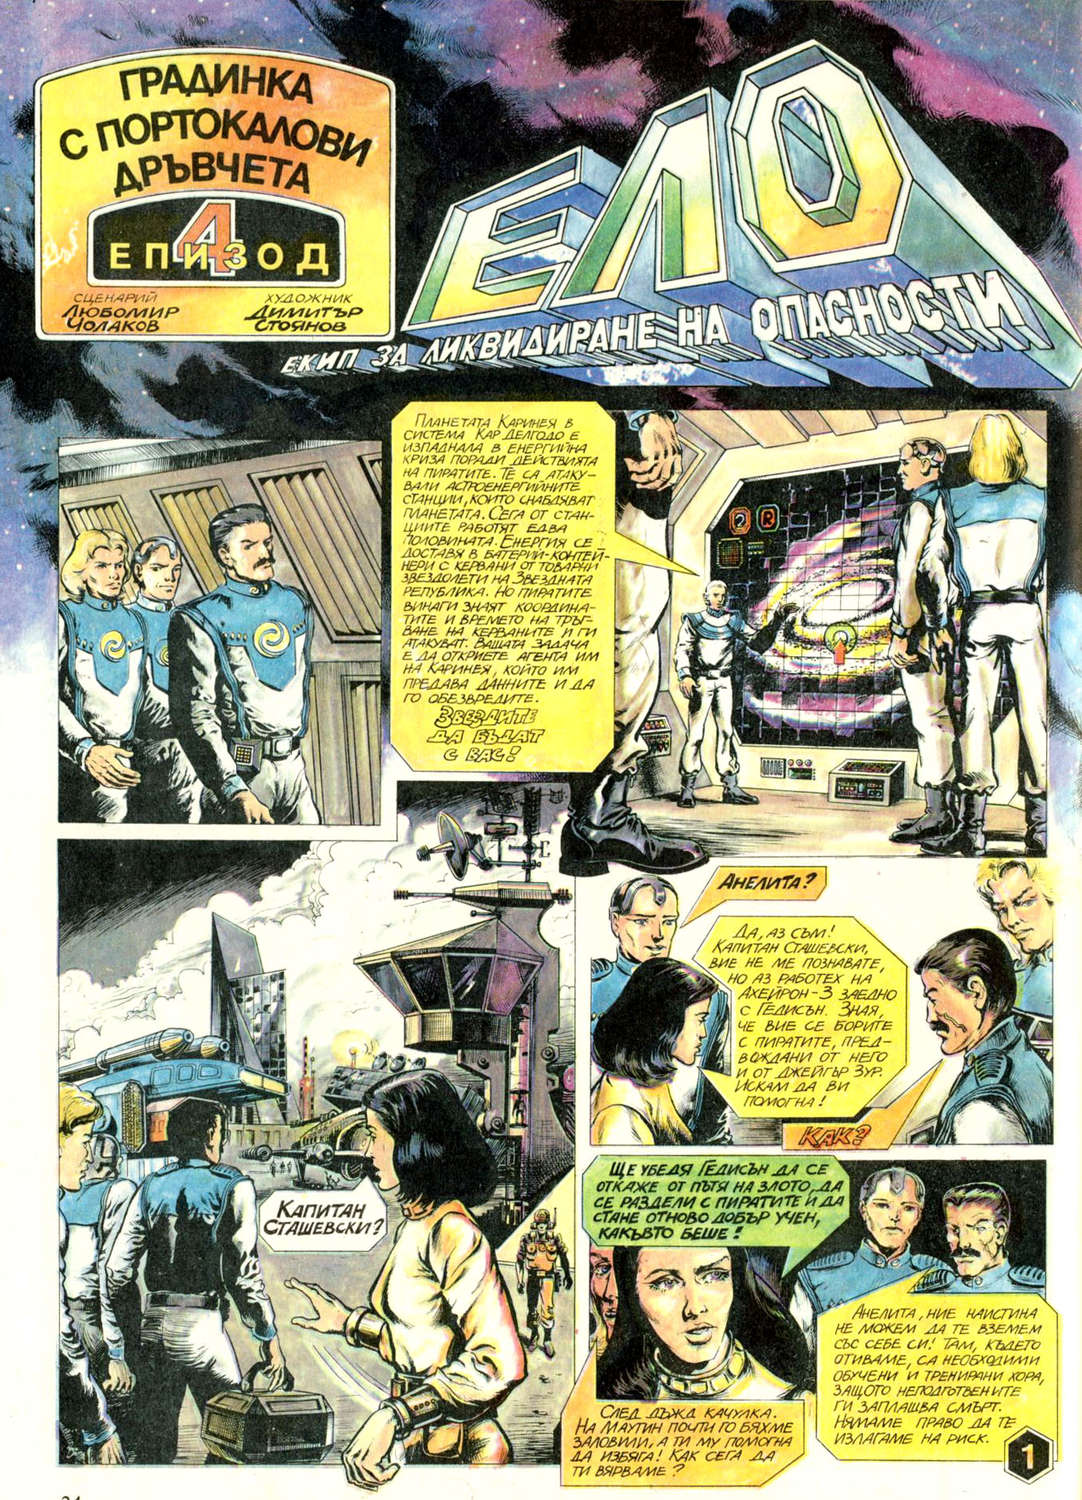 ГРАДИНКА
С ПОРТОКАЛОВИ
ДРЪВЧЕТА
4
ЕПИЗОД
СЦЕНАРИЙ
ЛЮБОМИР
ЧОЛАКОВ
ХУДОЖНИК
ДИМИТЪР
СТОЯНОВ
ЕЛО
ЕКИП ЗА ЛИКВИДИРАНЕ НА ОПАСНОСТИ
ПЛАНЕТАТА КАРИНЕЯ В
СИСТЕМА КАР ДЕЛГОДО Е
ИЗПАДНАЛА В ЕНЕРГИЙНА
КРИЗА ПОРАДИ ДЕЙСТВИЯТА
НА ПИРАТИТЕ. ТЕ СА АТАКУ-
ВАЛИ АСТРОЕНЕРГИЙНИТЕ
СТАНЦИИ, КОИТО СНАБДЯВАТ
ПЛАНЕТАТА. СЕГА ОТ СТАН-
ЦИИТЕ РАБОТЯТ ЕДВА
ПОЛОВИНАТА. ЕНЕРГИЯ СЕ
ДОСТАВЯ В БАТЕРИИ-КОНТЕЙ-
НЕРИ С КЕРВАНИ ОТ ТОВАРНИ
ЗВЕЗДОЛЕТИ НА ЗВЕЗДНАТА
РЕПУБЛИКА. НО ПИРАТИТЕ
ВИНАГИ ЗНАЯТ КООРДИНА-
ТИТЕ И ВРЕМЕТО НА ТРЪГ-
ВАНЕ НА КЕРВАНИТЕ И ГИ
АТАКУВАТ. ВАШАТА ЗАДАЧА
Е ДА ОТКРИЕТЕ АГЕНТА ИМ
НА КАРИНЕЯ, КОЙТО ИМ
ПРЕДАВА ДАННИТЕ И ДА
ГО ОБЕЗВРЕДИТЕ.
ЗВЕЗДИТЕ
ДА БЪДАТ
С ВАС!
2 R
КАПИТАН
СТАШЕВСКИ?
АНЕЛИТА?
ДА, АЗ СЪМ!
КАПИТАН СТАШЕВСКИ,
ВИЕ НЕ МЕ ПОЗНАВАТЕ,
НО АЗ РАБОТЕХ НА
АХЕЙРОН-3 ЗАЕДНО
С ГЕДИСЪН. ЗНАЯ,
ЧЕ ВИЕ СЕ БОРИТЕ
С ПИРАТИТЕ, ПРЕД-
ВОЖДАНИ ОТ НЕГО
И ОТ ДЖЕЙГЪР ЗУР.
ИСКАМ ДА ВИ
ПОМОГНА!
КАК?
ЩЕ УБЕДЯ ГЕДИСЪН ДА СЕ
ОТКАЖЕ ОТ ПЪТЯ НА ЗЛОТО, ДА
СЕ РАЗДЕЛИ С ПИРАТИТЕ И ДА
СТАНЕ ОТНОВО ДОБЪР УЧЕН,
КАКЪВТО БЕШЕ!
СЛЕД ДЪЖД КАЧУЛКА.
НА МАУТИН ПОЧТИ ГО БЯХМЕ
ЗАЛОВИЛИ, А ТИ МУ ПОМОГНА
ДА ИЗБЯГА! КАК СЕГА ДА
ТИ ВЯРВАМЕ?
АНЕЛИТА, НИЕ НАИСТИНА
НЕ МОЖЕМ ДА ТЕ ВЗЕМЕМ
СЪС СЕБЕ СИ! ТАМ, КЪДЕТО
ОТИВАМЕ, СА НЕОБХОДИМИ
ОБУЧЕНИ И ТРЕНИРАНИ ХОРА,
ЗАЩОТО НЕПОДГОТВЕНИТЕ
ГИ ЗАПЛАШВА СМЪРТ.
НЯМАМЕ ПРАВО ДА ТЕ
ИЗЛАГАМЕ НА РИСК.
1